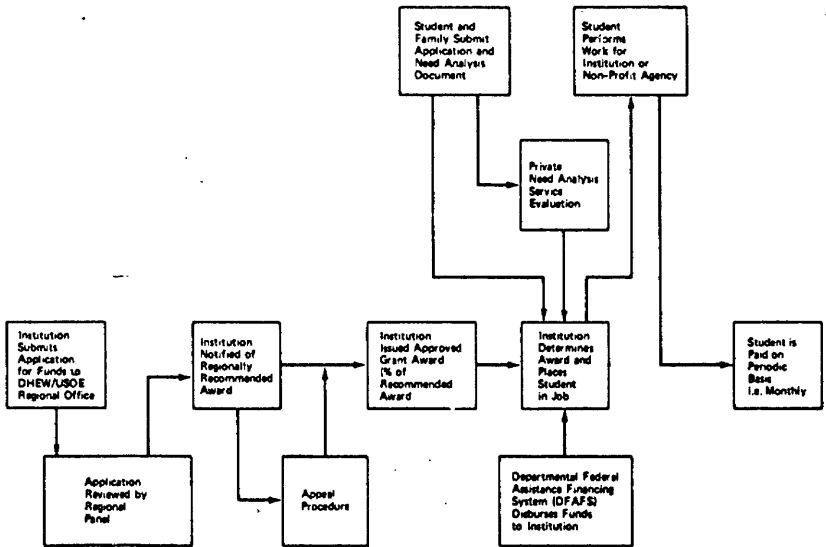 Student and
Family Submit
Application and
Need Analysis
Document
Student
Performs
Work for
Institution or
Non-Profit Agency
Private
Need Analysis
Service
Evaluation
Institution
Submits
Application
for Funds to
DHEW/USOE
Regional Office
Institution
Notified of
Regionally
Recommended
Award
Institution
Issued Approved
Grant Award
(% of
Recommended
Award
Institution
Determines
Award and
Places
Student
in Job
Student is
Paid on
Periodic
Basis
i.e. Monthly
Application
Reviewed by
Regional
Panel
Appeal
Procedure
Departmental Federal
Assistance Financing
System (DFAFS)
Disburses Funds
to Institution